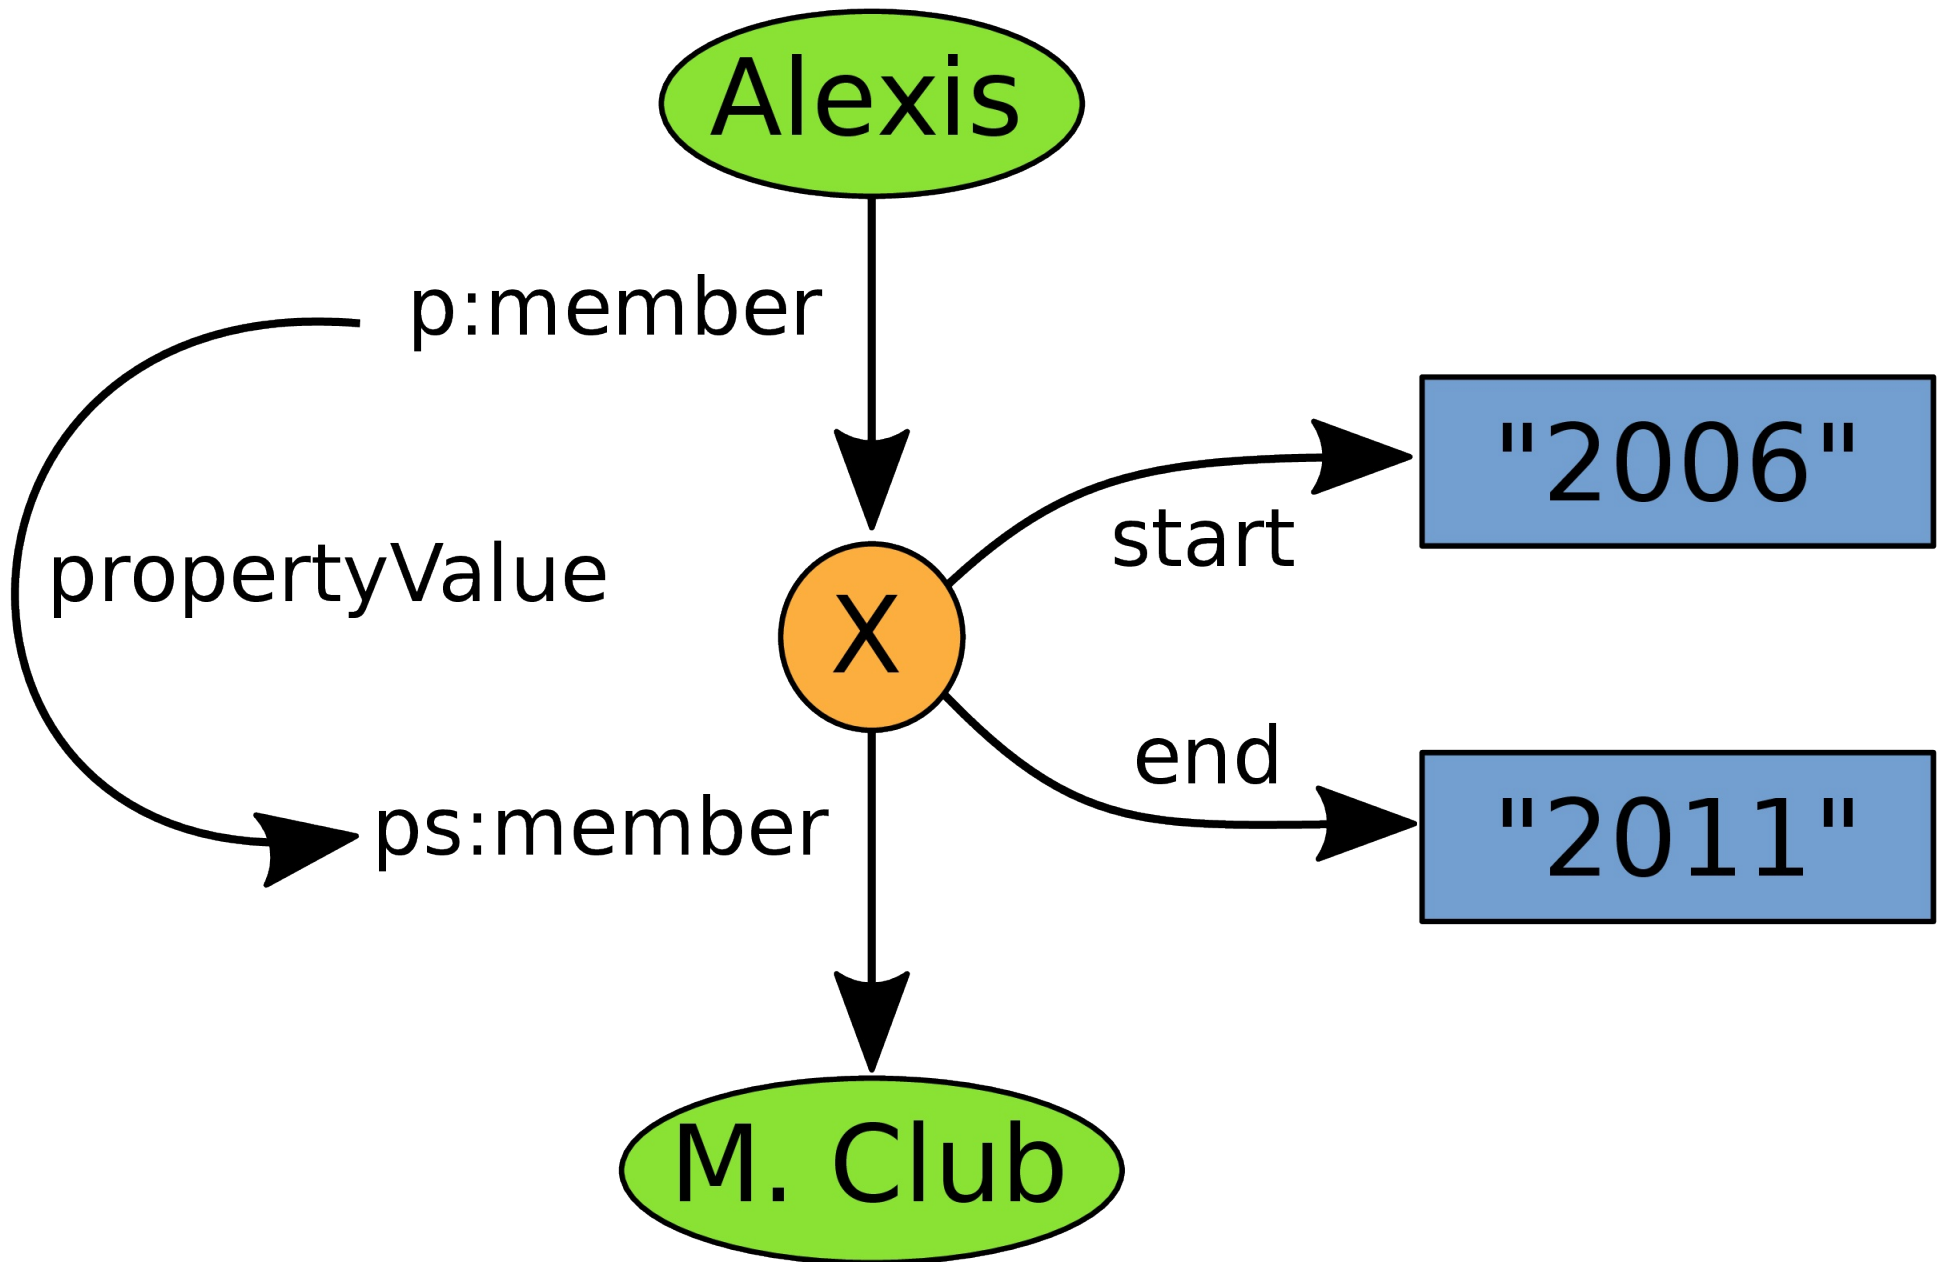 Alexis
p:member
"2006"
start
propertyValue
X
end
ps:member
"2011"
M. Club